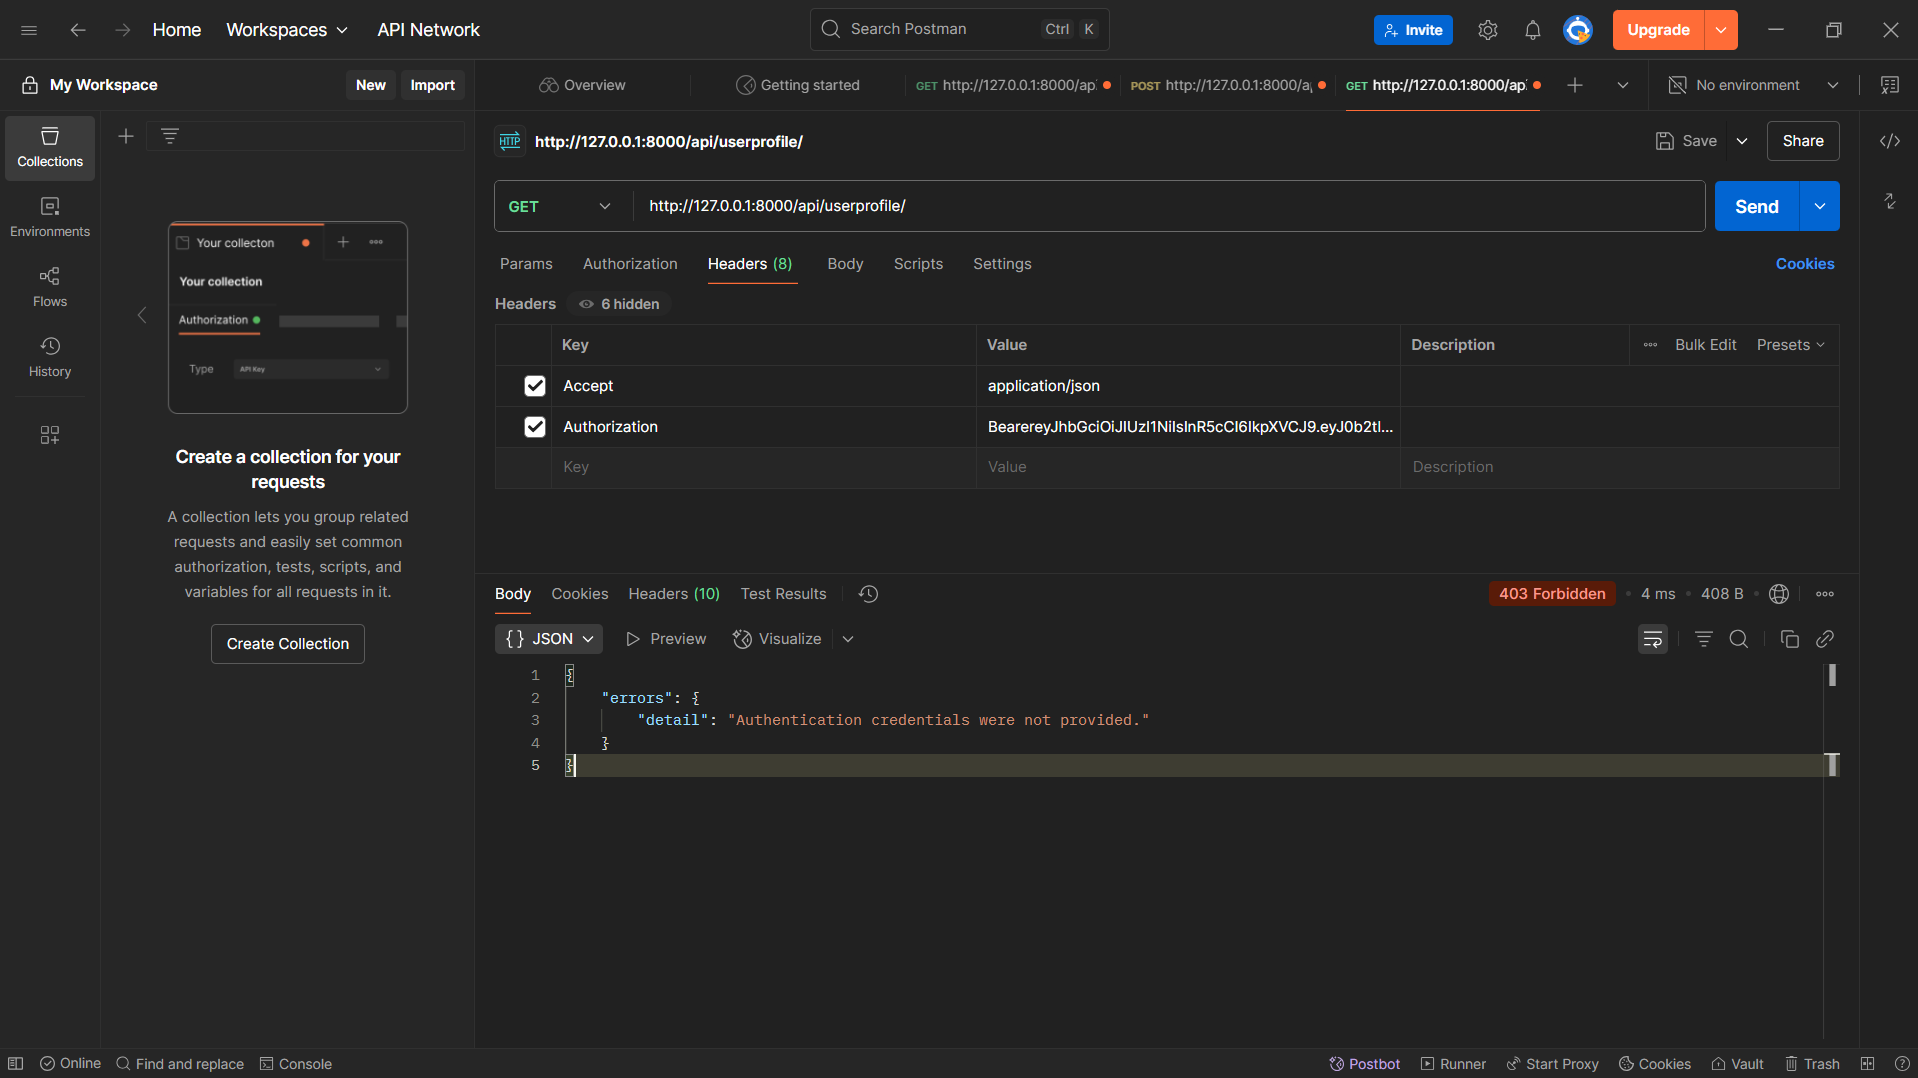 Home
Workspaces
API Network
Search Postman
Ctrl K
Invite
Upgrade
My Workspace
New
Import
Overview
Getting started
GET http://127.0.0.1:8000/ap
POST http://127.0.0.1:8000/a
GET http://127.0.0.1:8000/ap
No environment
Collections
Environments
Flows
History
Your collecton
Your collection
Authorization
Type
API Key
Create a collection for your
requests
A collection lets you group related
requests and easily set common
authorization, tests, scripts, and
variables for all requests in it.
Create Collection
HTTP
http://127.0.0.1:8000/api/userprofile/
Save
Share
GET
http://127.0.0.1:8000/api/userprofile/
Send
Params
Authorization
Headers (8)
Body
Scripts
Settings
Cookies
Headers
6 hidden
Key
Value
Description
Bulk Edit
Presets
Accept
application/json
Authorization
BearereyJhbGciOiJIUzI1NiIsInR5cCI6IkpXVCJ9.eyJ0b2tl...
Key
Value
Description
Body
Cookies
Headers (10)
Test Results
403 Forbidden
4 ms
408 B
{} JSON
Preview
Visualize
1 {
2 "errors": {
3 "detail": "Authentication credentials were not provided."
4 }
5 }
Online
Find and replace
Console
Postbot
Runner
Start Proxy
Cookies
Vault
Trash